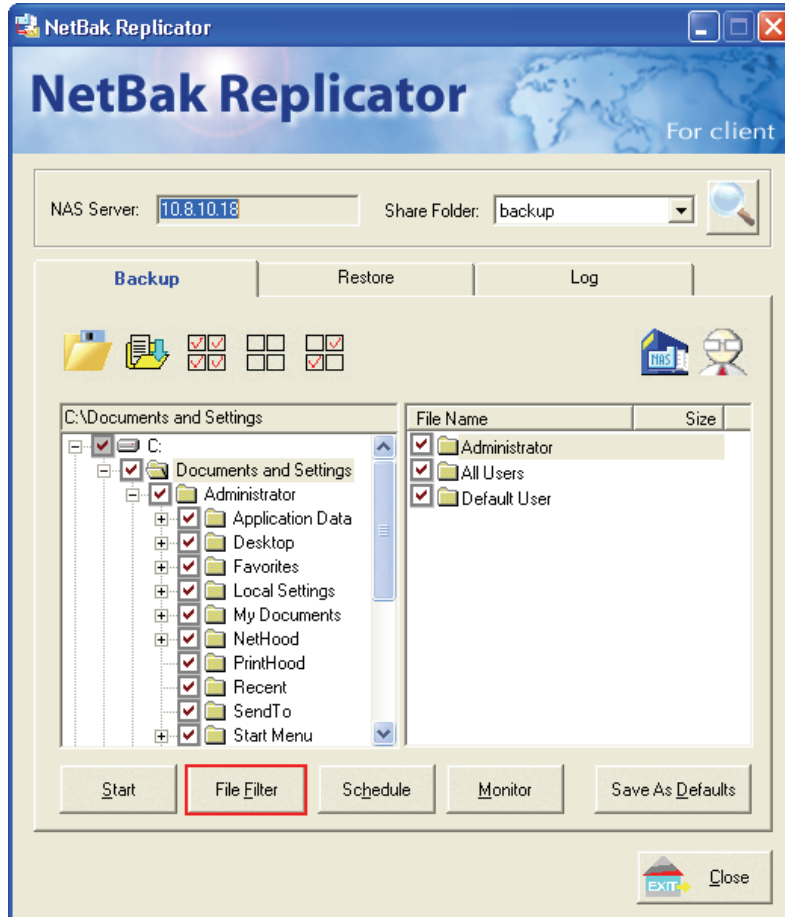 NetBak Replicator
NetBak Replicator
For client
NAS Server: 10.8.10.18 Share Folder: backup
Backup Restore Log
NAS
C:\Documents and Settings
C:
Documents and Settings
Administrator
Application Data
Desktop
Favorites
Local Settings
My Documents
NetHood
PrintHood
Recent
SendTo
Start Menu
File Name Size
Administrator
All Users
Default User
Start File Filter Schedule Monitor Save As Defaults
EXIT Close